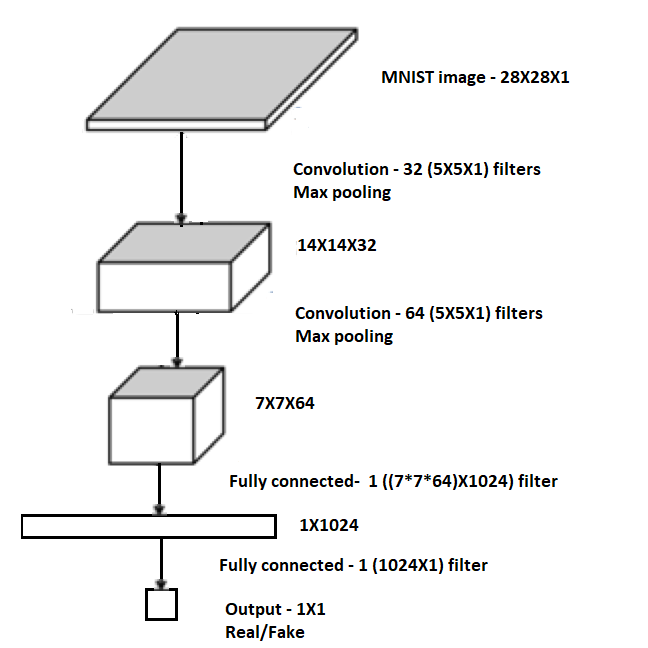 MNIST image - 28X28X1
Convolution - 32 (5X5X1) filters
Max pooling
14X14X32
Convolution - 64 (5X5X1) filters
Max pooling
7X7X64
Fully connected-  1 ((7*7*64)X1024) filter
1X1024
Fully connected - 1 (1024X1) filter
Output - 1X1
Real/Fake